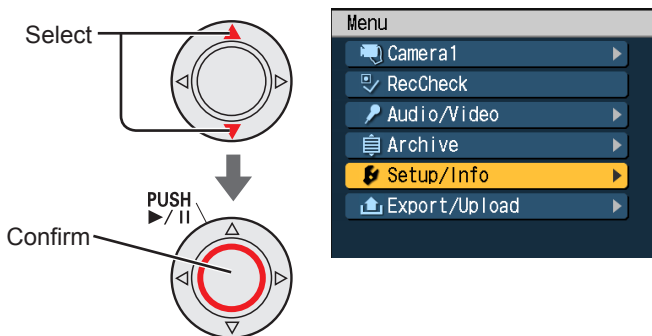 Select
PUSH
►/II
Confirm
Menu
Camera1
RecCheck
Audio/Video
Archive
Setup/Info
Export/Upload